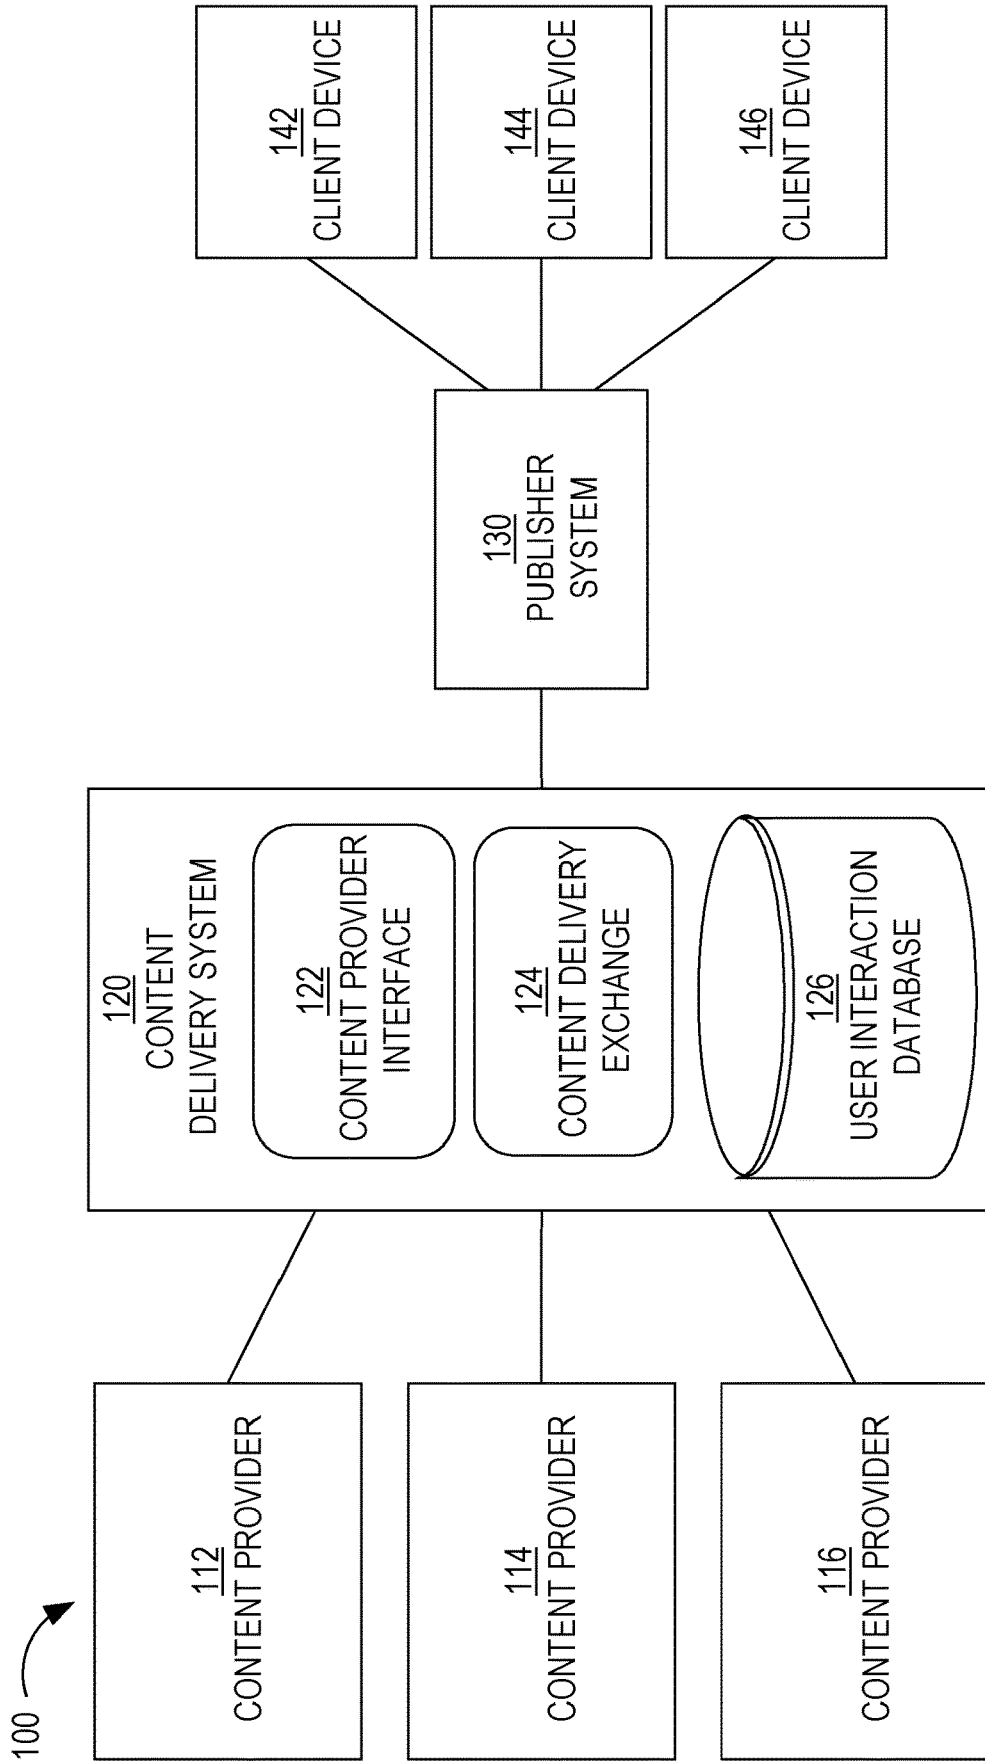 100
112
CONTENT PROVIDER
114
CONTENT PROVIDER
116
CONTENT PROVIDER
120
CONTENT
DELIVERY SYSTEM
122
CONTENT PROVIDER
INTERFACE
124
CONTENT DELIVERY
EXCHANGE
126
USER INTERACTION
DATABASE
130
PUBLISHER
SYSTEM
142
CLIENT DEVICE
144
CLIENT DEVICE
146
CLIENT DEVICE